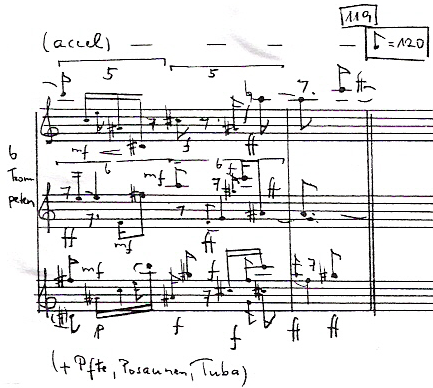 119
(accel) ♪=120
5 5
mf f ff
6
Trompeten
6 6
mf f ff
ff mf ff
mf f
p f f ff ff
(+ Pfte, Posaunen, Tuba)